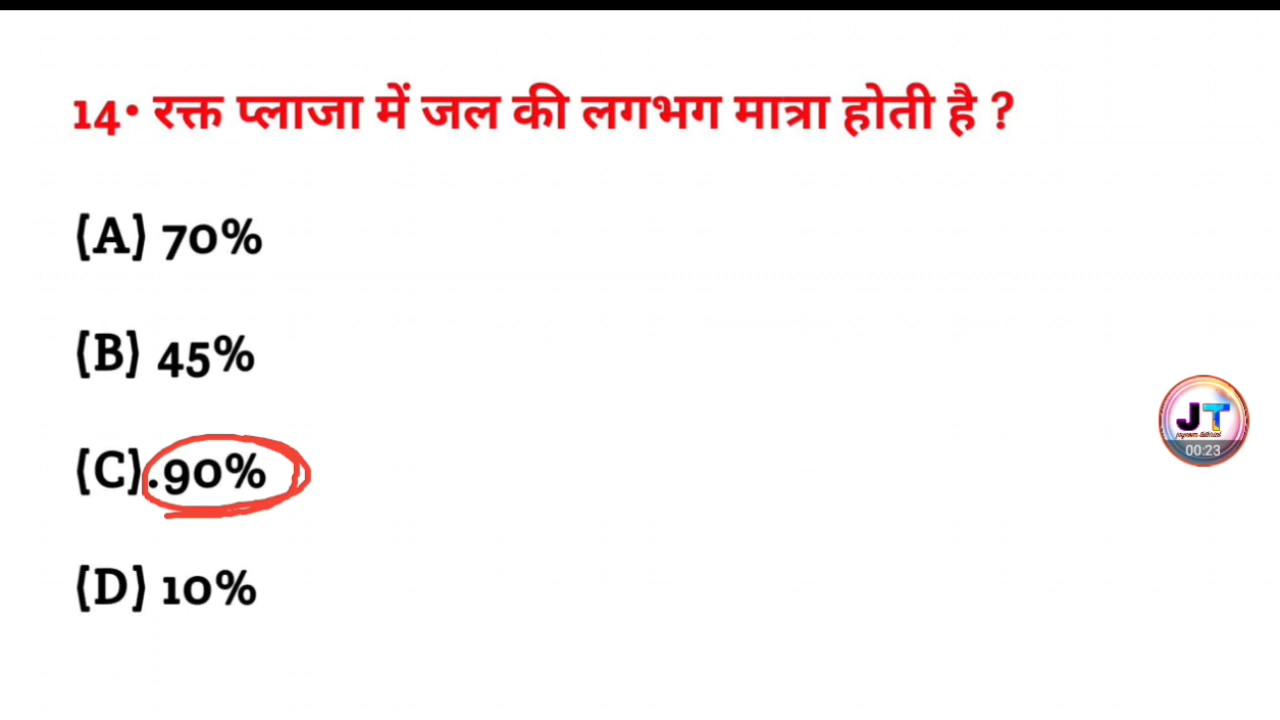 14• रक्त प्लाजा में जल की लगभग मात्रा होती है ?
(A) 70%
(B) 45%
(C).90%
(D) 10%
JT
00:23